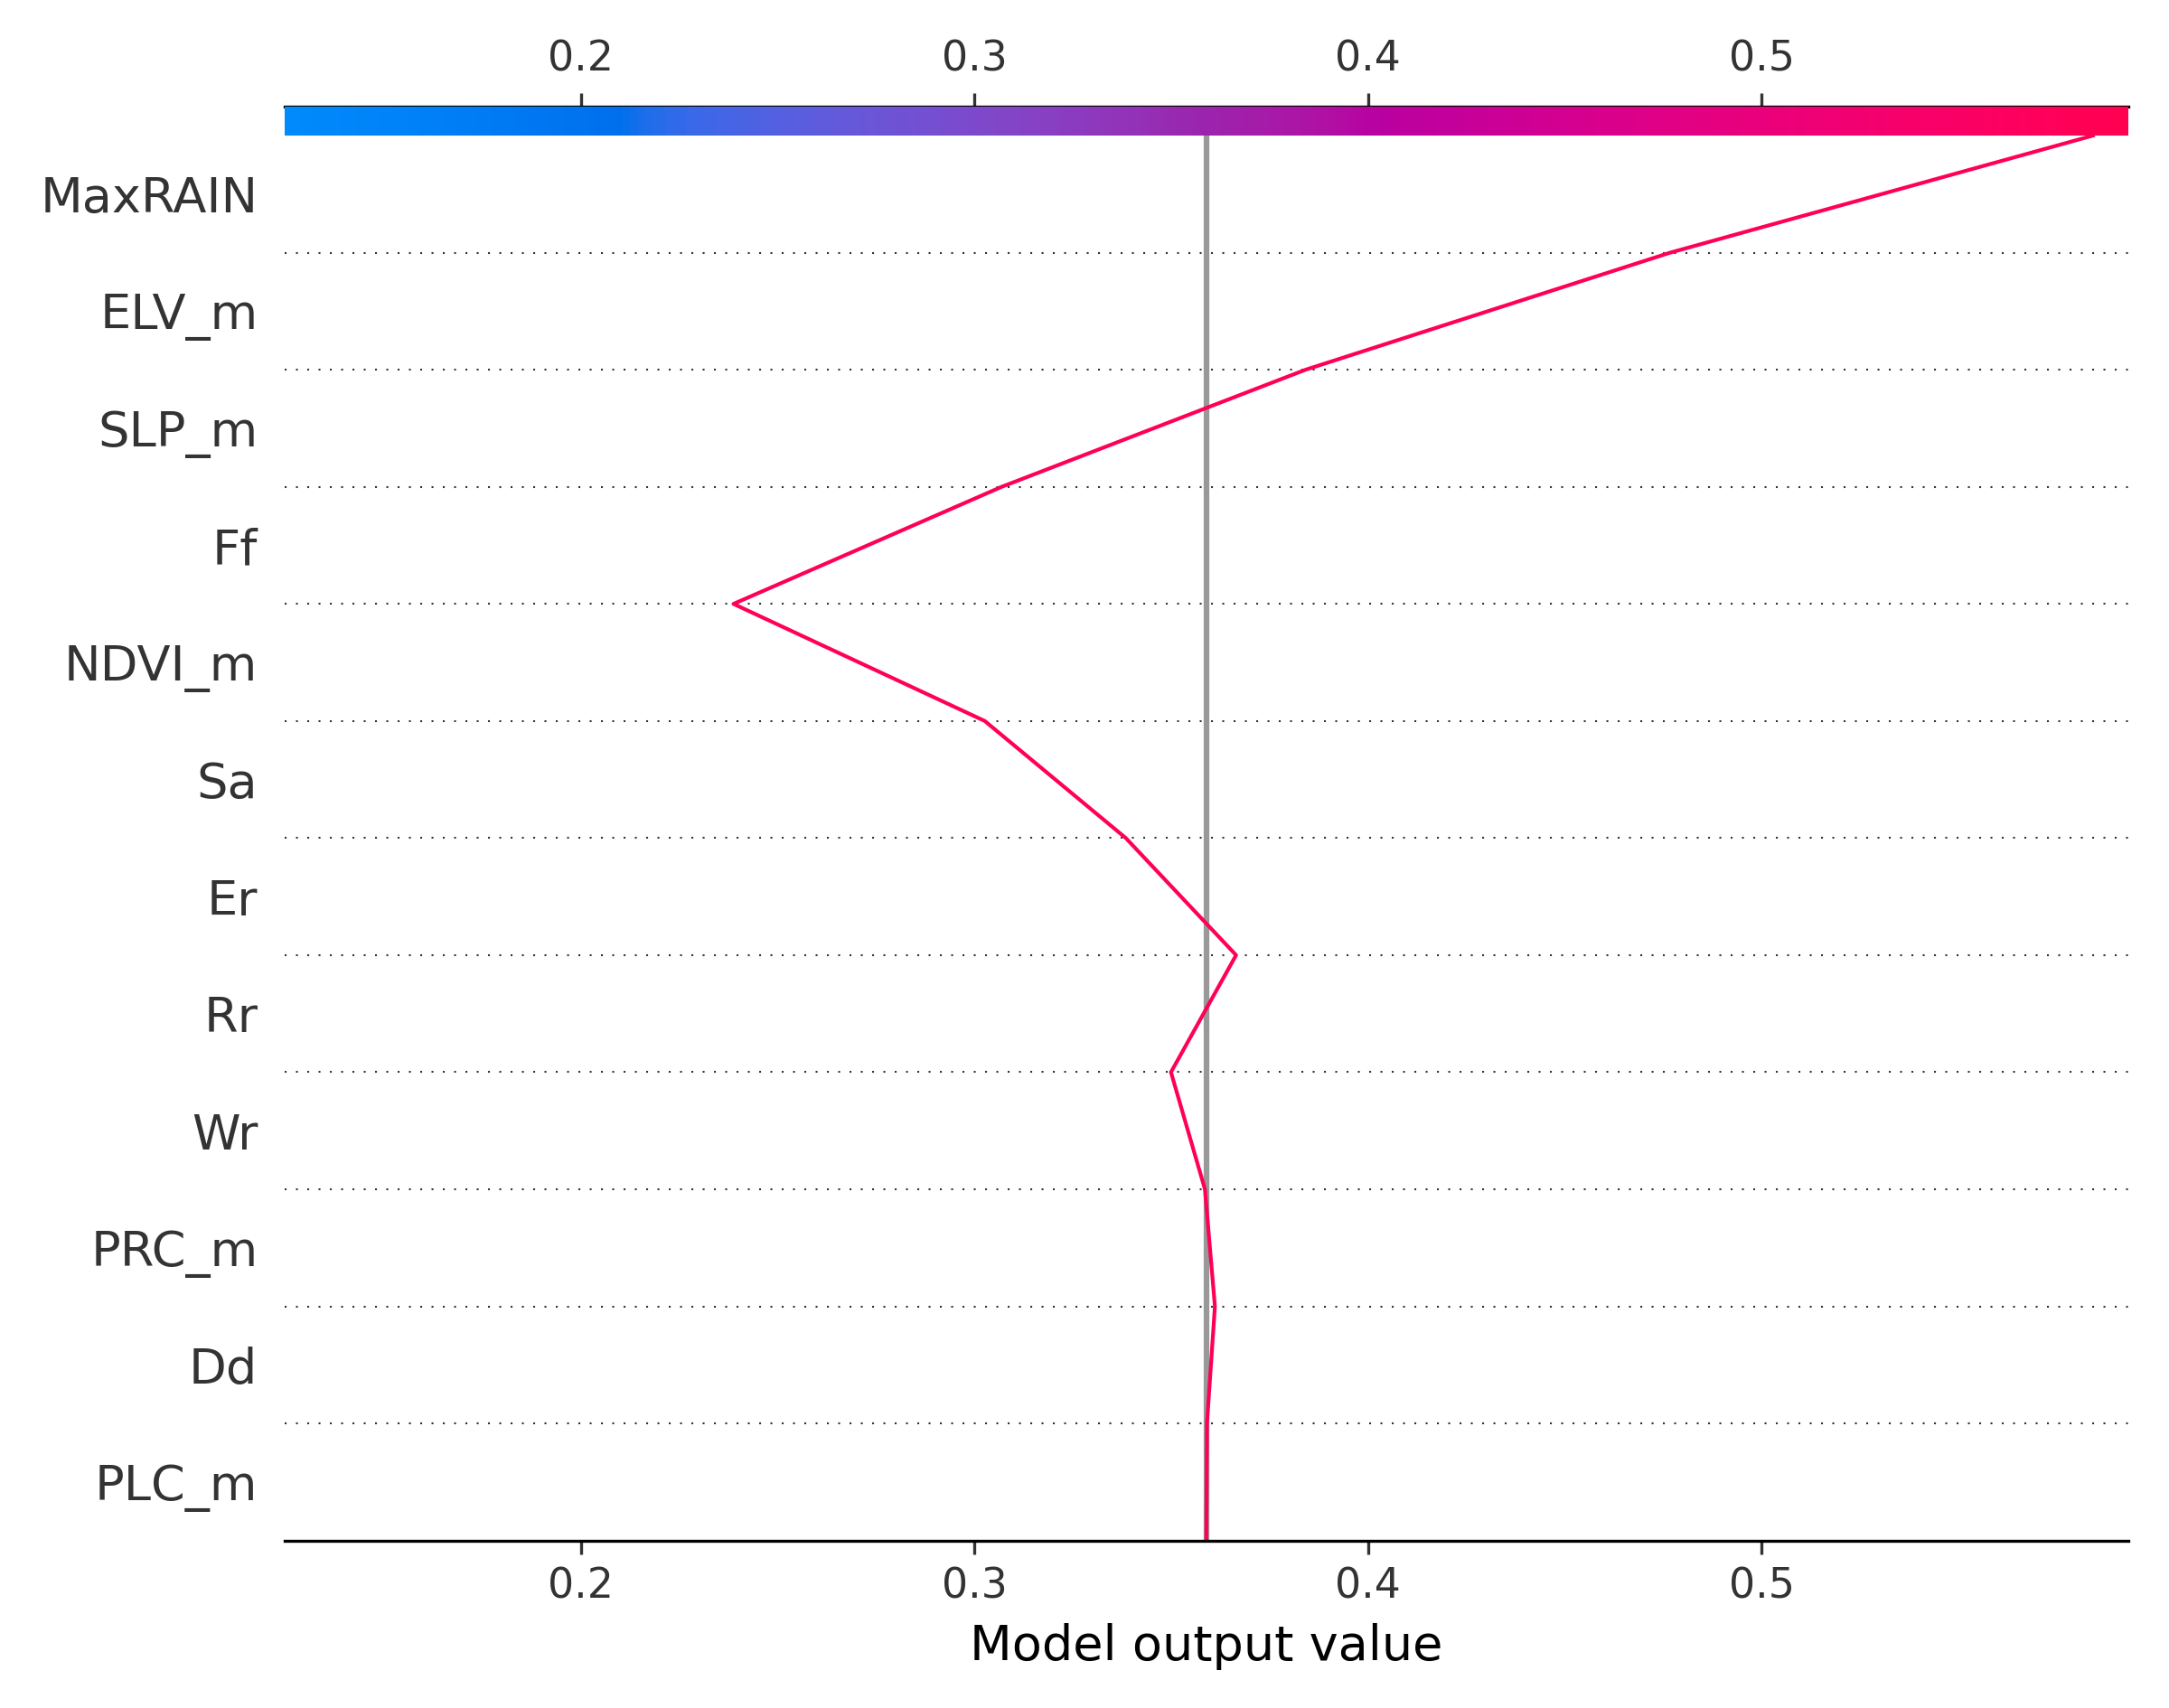 0.2 0.3 0.4 0.5
MaxRAIN
ELV_m
SLP_m
Ff
NDVI_m
Sa
Er
Rr
Wr
PRC_m
Dd
PLC_m
0.2 0.3 0.4 0.5
Model output value